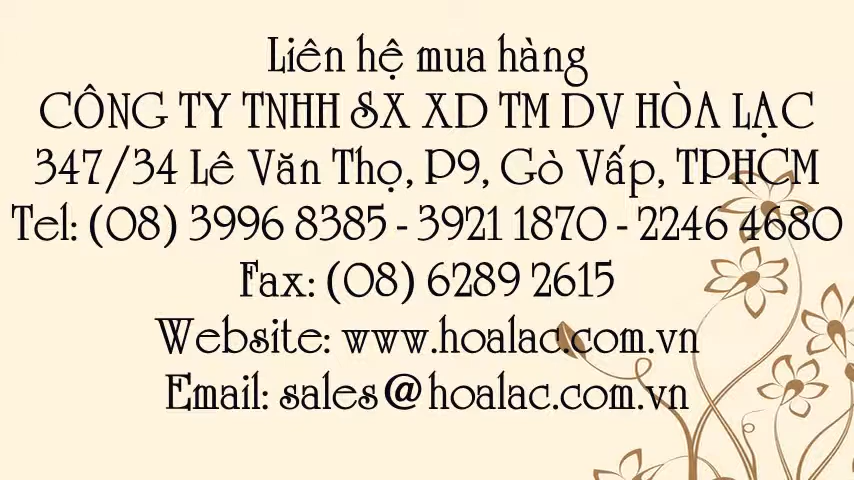 Liên hệ mua hàng
CÔNG TY TNHH SX XD TM DV HÒA LẠC
347/34 Lê Văn Thọ, P9, Gò Vấp, TPHCM
Tel: (08) 3996 8385 - 3921 1870 - 2246 4680
Fax: (08) 6289 2615
Website: www.hoalac.com.vn
Email: sales@hoalac.com.vn